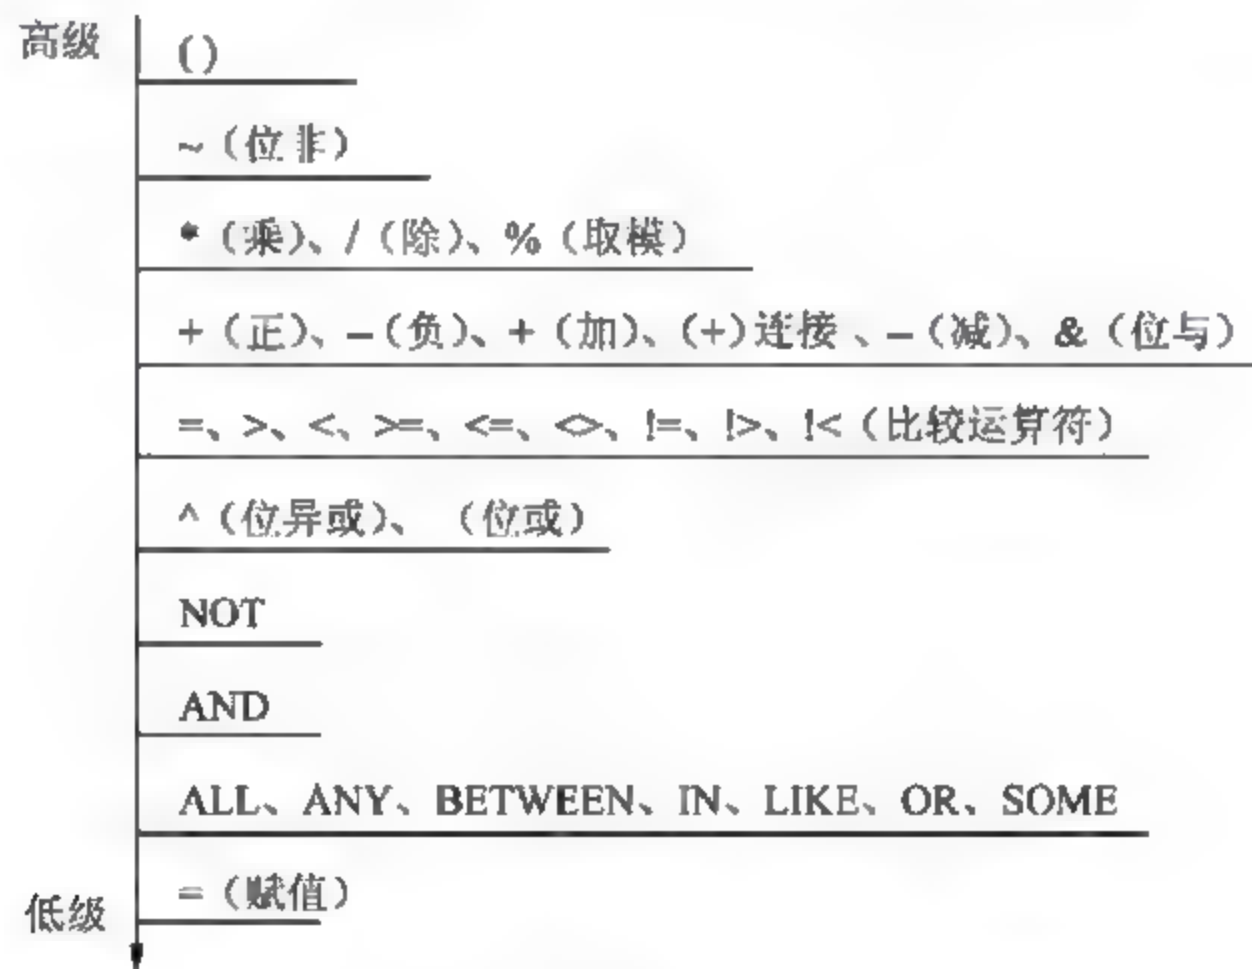 高级
()
~（位非）
*（乘）、/（除）、%（取模）
+（正）、–（负）、+（加）、(+)连接、–（减）、&（位与）
=、>、<、>=、<=、<>、!=、!>、!<（比较运算符）
^（位异或）、 （位或）
NOT
AND
ALL、ANY、BETWEEN、IN、LIKE、OR、SOME
=（赋值）
低级